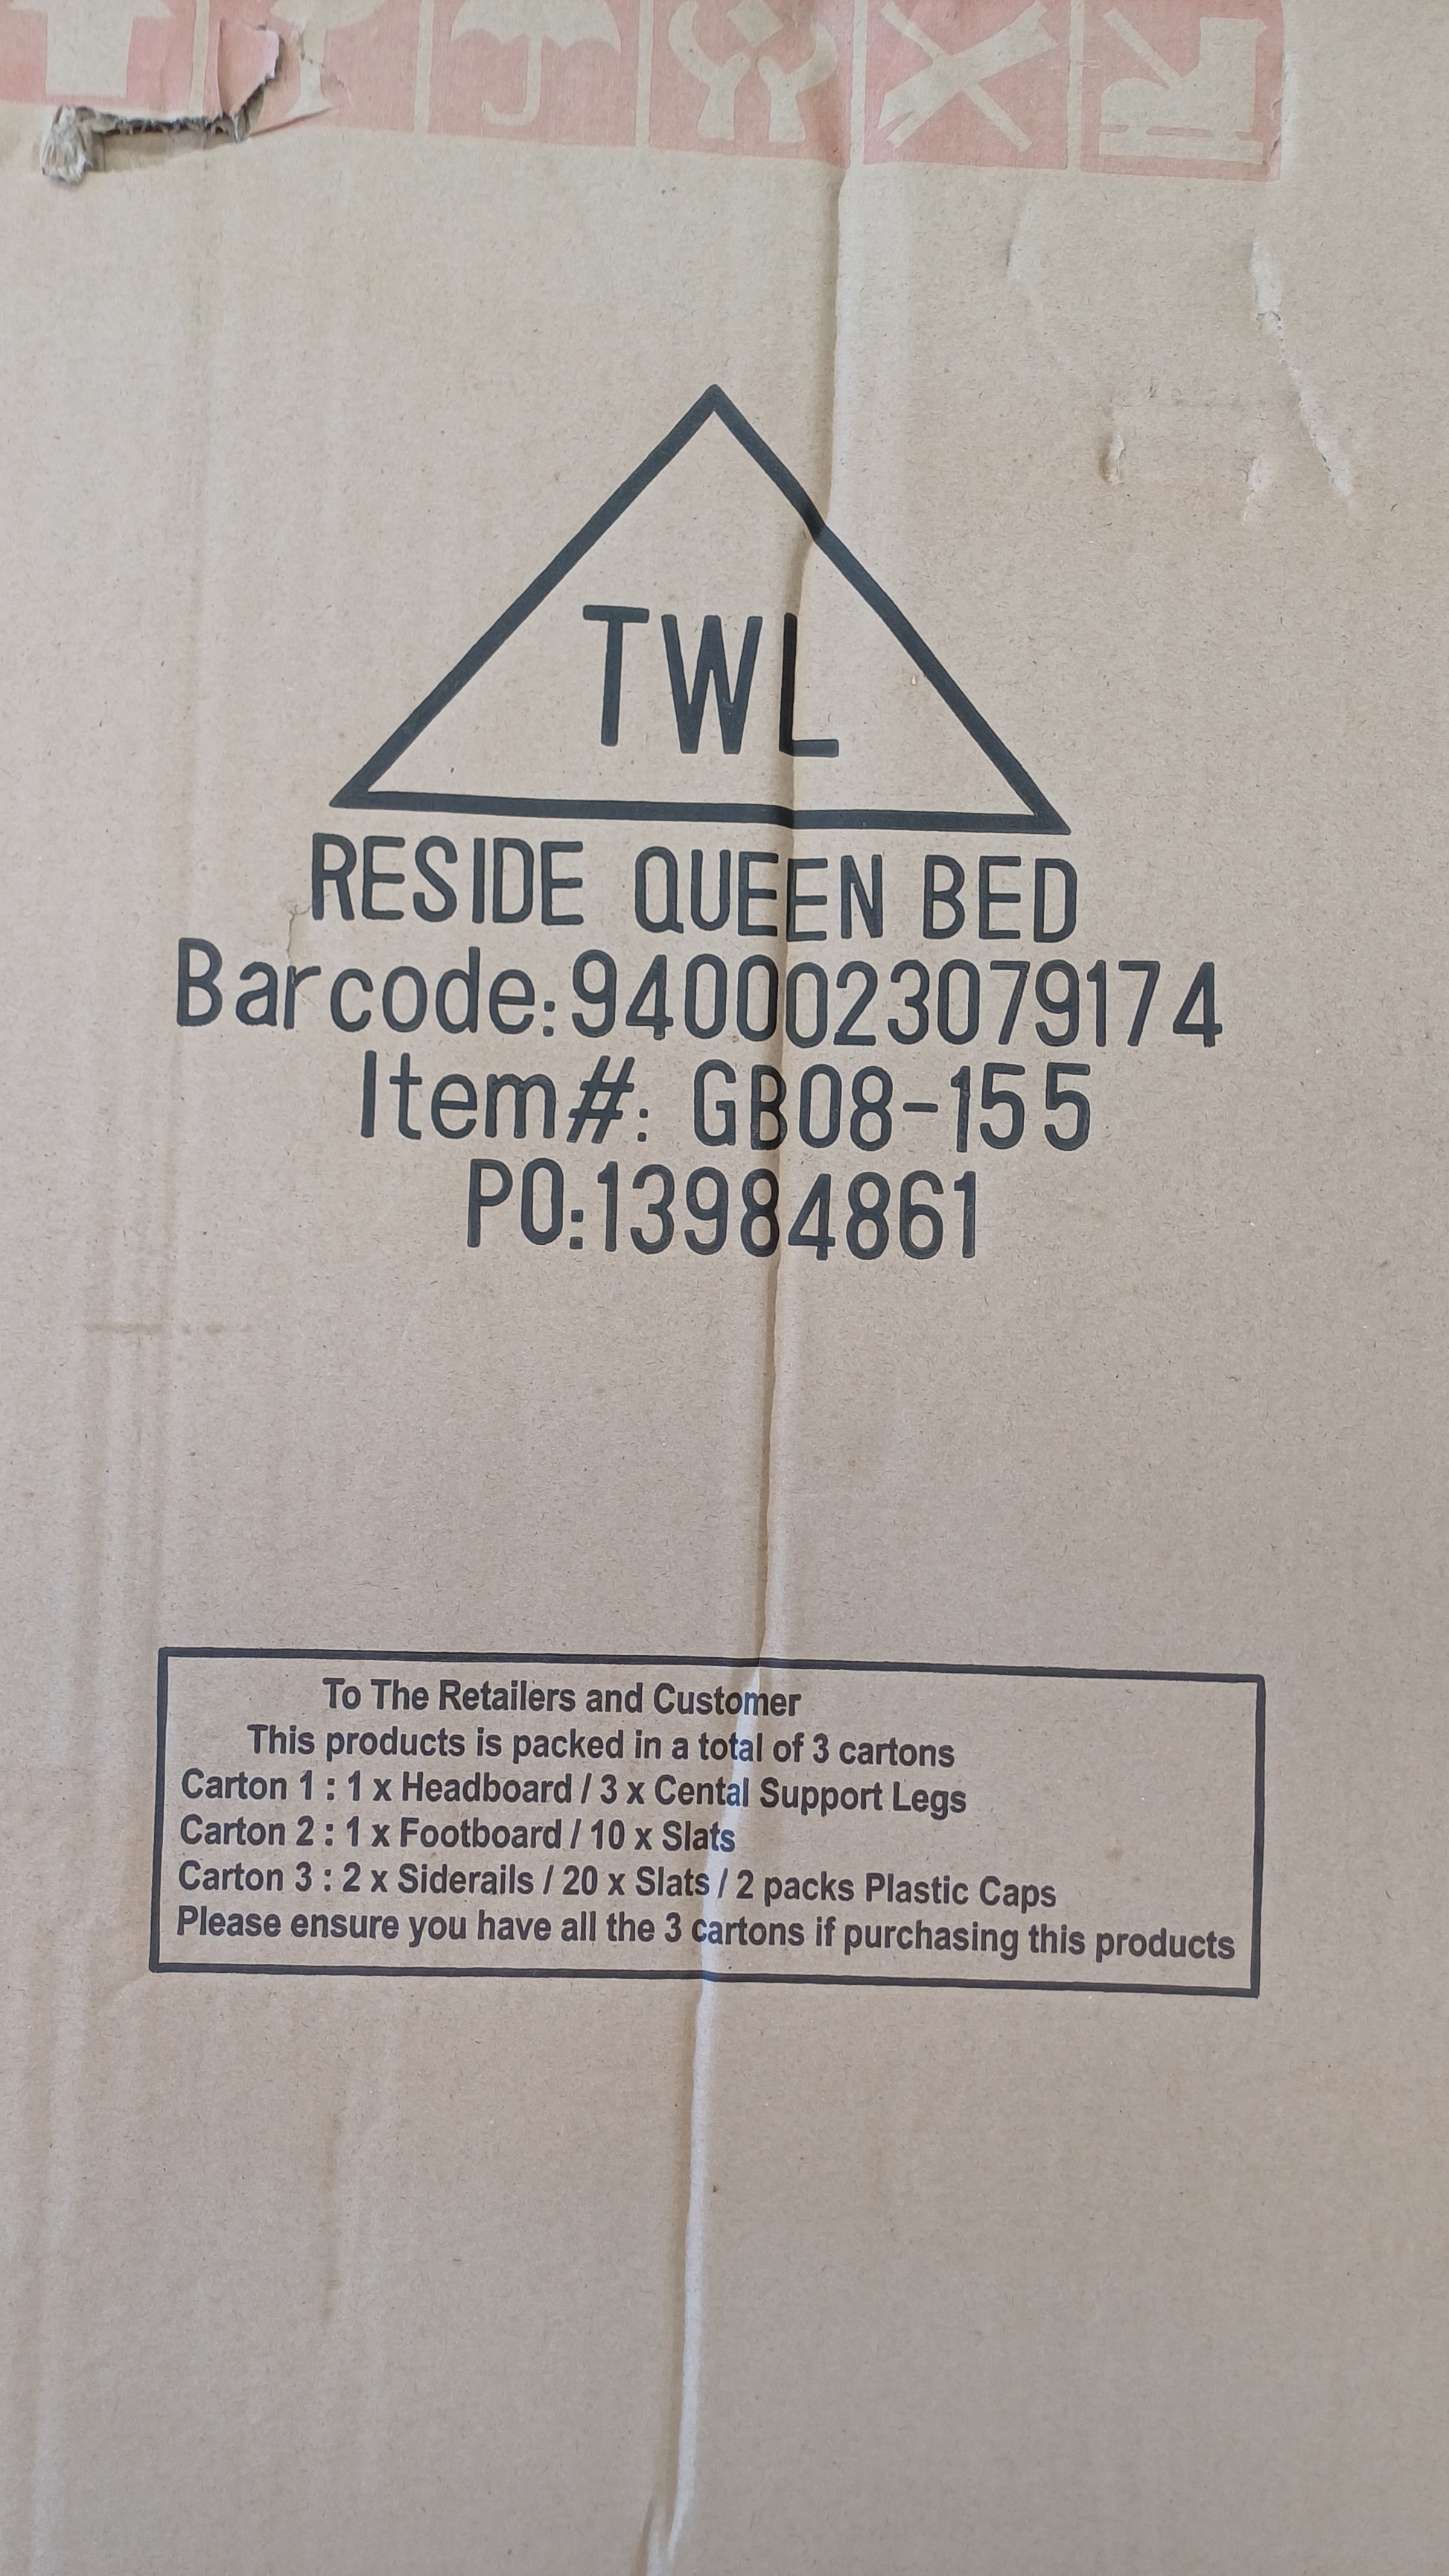 TWL
RESIDE QUEEN BED
Barcode:9400023079174
Item#: GB08-155
PO:13984861
To The Retailers and Customer
This products is packed in a total of 3 cartons
Carton 1 : 1 x Headboard / 3 x Cental Support Legs
Carton 2 : 1 x Footboard / 10 x Slats
Carton 3 : 2 x Siderails / 20 x Slats / 2 packs Plastic Caps
Please ensure you have all the 3 cartons if purchasing this products